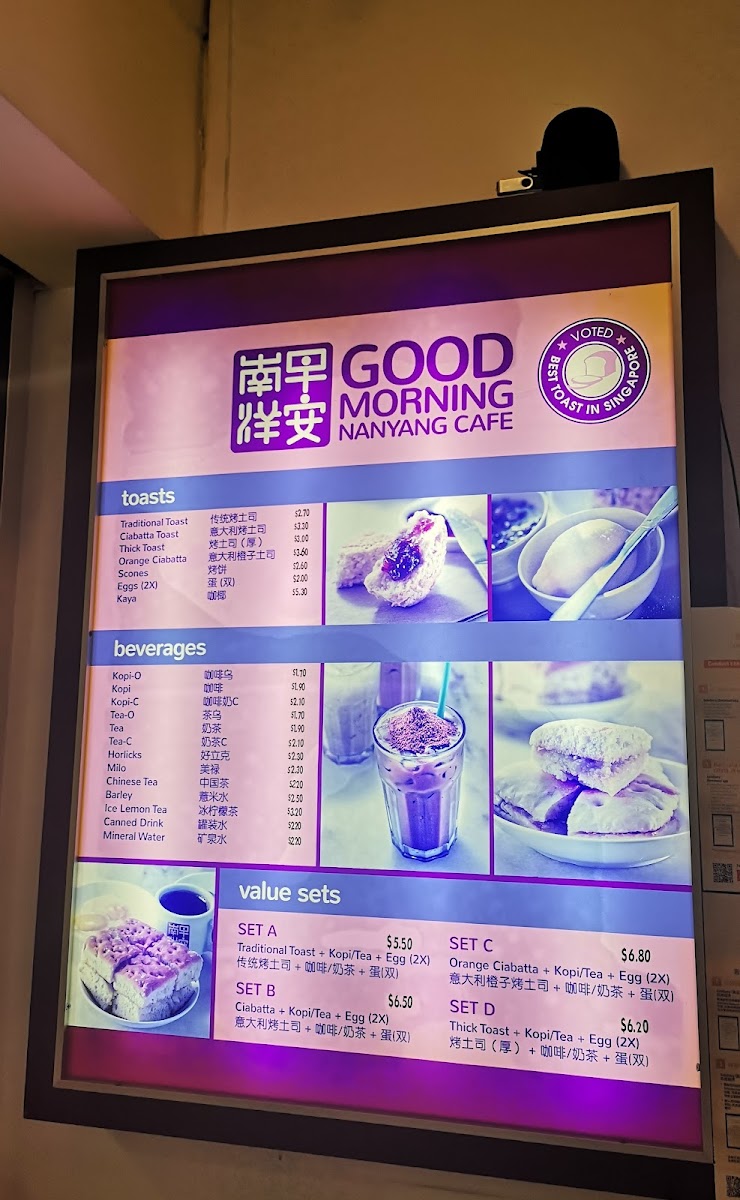 南早
洋安
GOOD
MORNING
NANYANG CAFE
VOTED
BEST TOAST IN SINGAPORE
toasts
Traditional Toast 传统烤土司 $2.70
Ciabatta Toast 意大利烤土司 $3.30
Thick Toast 烤土司（厚） $3.00
Orange Ciabatta 意大利橙子土司 $3.60
Scones 烤饼 $2.60
Eggs (2X) 蛋 (双) $2.00
Kaya 咖椰 $5.30
beverages
Kopi-O 咖啡乌 $1.70
Kopi 咖啡 $1.90
Kopi-C 咖啡奶C $2.10
Tea-O 茶乌 $1.70
Tea 奶茶 $1.90
Tea-C 奶茶C $2.10
Horlicks 好立克 $2.30
Milo 美禄 $2.30
Chinese Tea 中国茶 $2.20
Barley 薏米水 $2.50
Ice Lemon Tea 冰柠檬茶 $3.20
Canned Drink 罐装水 $2.20
Mineral Water 矿泉水 $2.20
value sets
SET A $5.50
Traditional Toast + Kopi/Tea + Egg (2X)
传统烤土司 + 咖啡/奶茶 + 蛋(双)
SET B $6.50
Ciabatta + Kopi/Tea + Egg (2X)
意大利烤土司 + 咖啡/奶茶 + 蛋(双)
SET C $6.80
Orange Ciabatta + Kopi/Tea + Egg (2X)
意大利橙子烤土司 + 咖啡/奶茶 + 蛋(双)
SET D $6.20
Thick Toast + Kopi/Tea + Egg (2X)
烤土司（厚）+ 咖啡/奶茶 + 蛋(双)